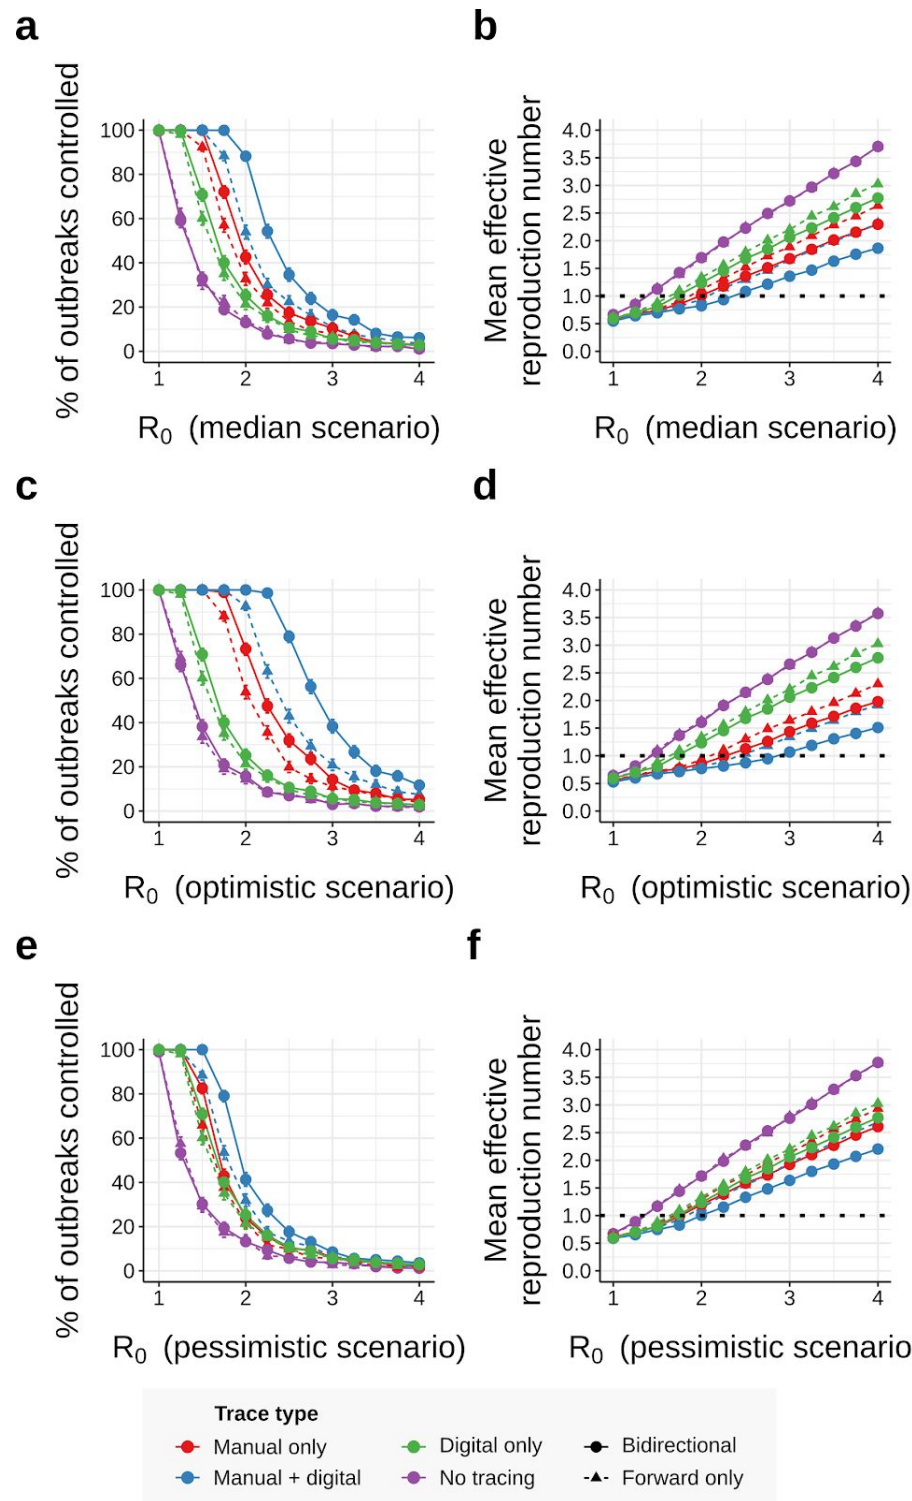 a
b
% of outbreaks controlled
100
80
60
40
20
0
1
2
3
4
R0 (median scenario)
Mean effective
reproduction number
4.0
3.5
3.0
2.5
2.0
1.5
1.0
0.5
0.0
1
2
3
4
R0 (median scenario)
c
d
% of outbreaks controlled
100
80
60
40
20
0
1
2
3
4
R0 (optimistic scenario)
Mean effective
reproduction number
4.0
3.5
3.0
2.5
2.0
1.5
1.0
0.5
0.0
1
2
3
4
R0 (optimistic scenario)
e
f
% of outbreaks controlled
100
80
60
40
20
0
1
2
3
4
R0 (pessimistic scenario)
Mean effective
reproduction number
4.0
3.5
3.0
2.5
2.0
1.5
1.0
0.5
0.0
1
2
3
4
R0 (pessimistic scenario
Trace type
Manual only
Digital only
Bidirectional
Manual + digital
No tracing
Forward only